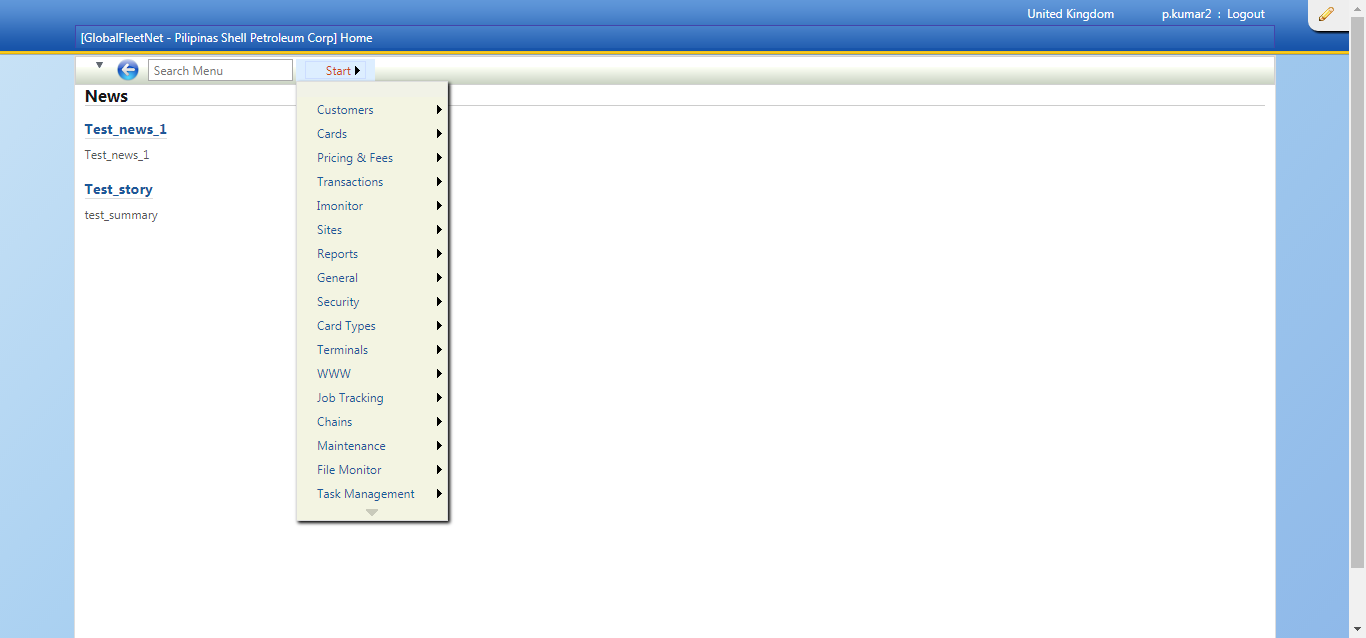 United Kingdom p.kumar2 : Logout
[GlobalFleetNet - Pilipinas Shell Petroleum Corp] Home
Search Menu Start
News
Test_news_1
Test_news_1
Test_story
test_summary
Customers
Cards
Pricing & Fees
Transactions
Imonitor
Sites
Reports
General
Security
Card Types
Terminals
WWW
Job Tracking
Chains
Maintenance
File Monitor
Task Management